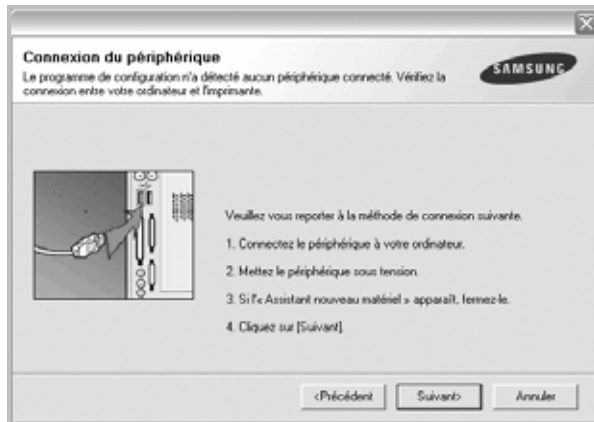 Connexion du périphérique
Le programme de configuration n'a détecté aucun périphérique connecté. Vérifiez la
connexion entre votre ordinateur et l'imprimante.
SAMSUNG
Veuillez vous reporter à la méthode de connexion suivante.
1. Connectez le périphérique à votre ordinateur.
2. Mettez le périphérique sous tension.
3. Si l'« Assistant nouveau matériel » apparaît, fermez-le.
4. Cliquez sur [Suivant].
<Précédent
Suivant>
Annuler